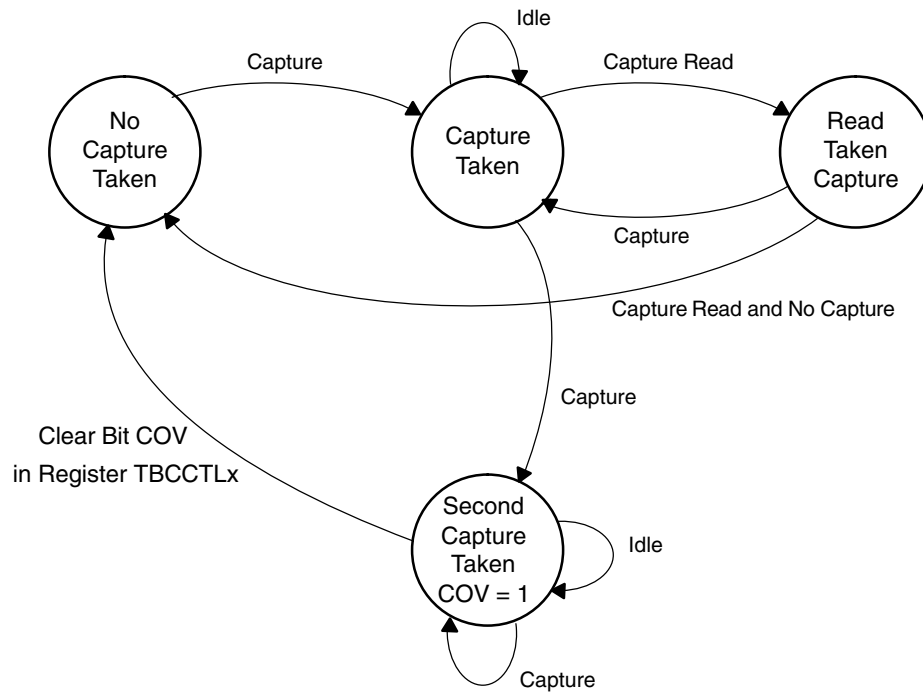 Idle
Capture
Capture Read
No
Capture
Taken
Capture
Taken
Read
Taken
Capture
Capture
Capture Read and No Capture
Capture
Clear Bit COV
in Register TBCCTLx
Second
Capture
Taken
COV = 1
Idle
Capture